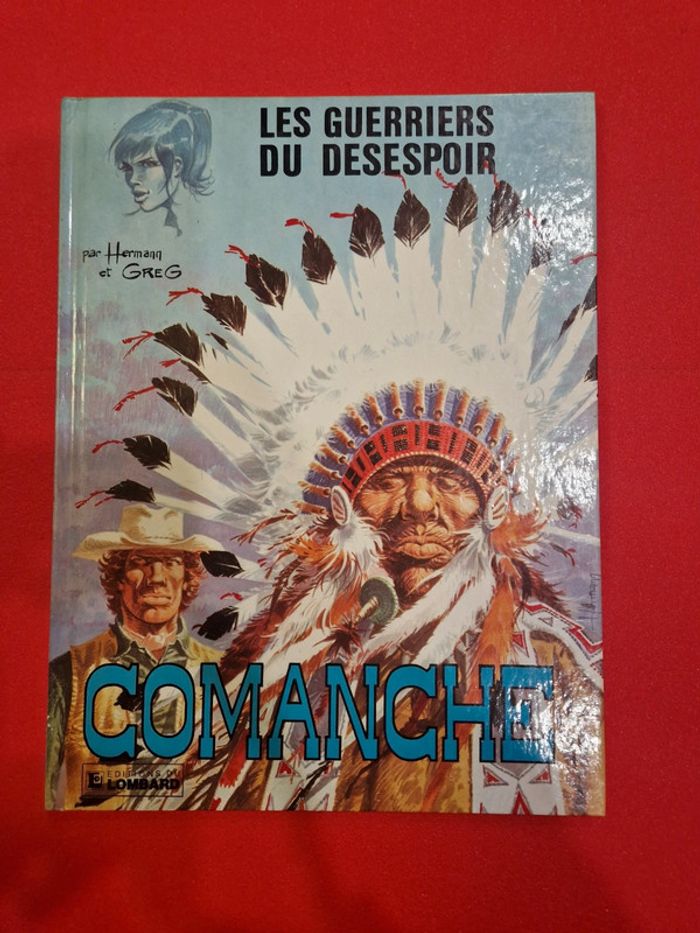 LES GUERRIERS
DU DESESPOIR
par Hermann
et GREG
COMANCHE
EDITIONS DU
LOMBARD